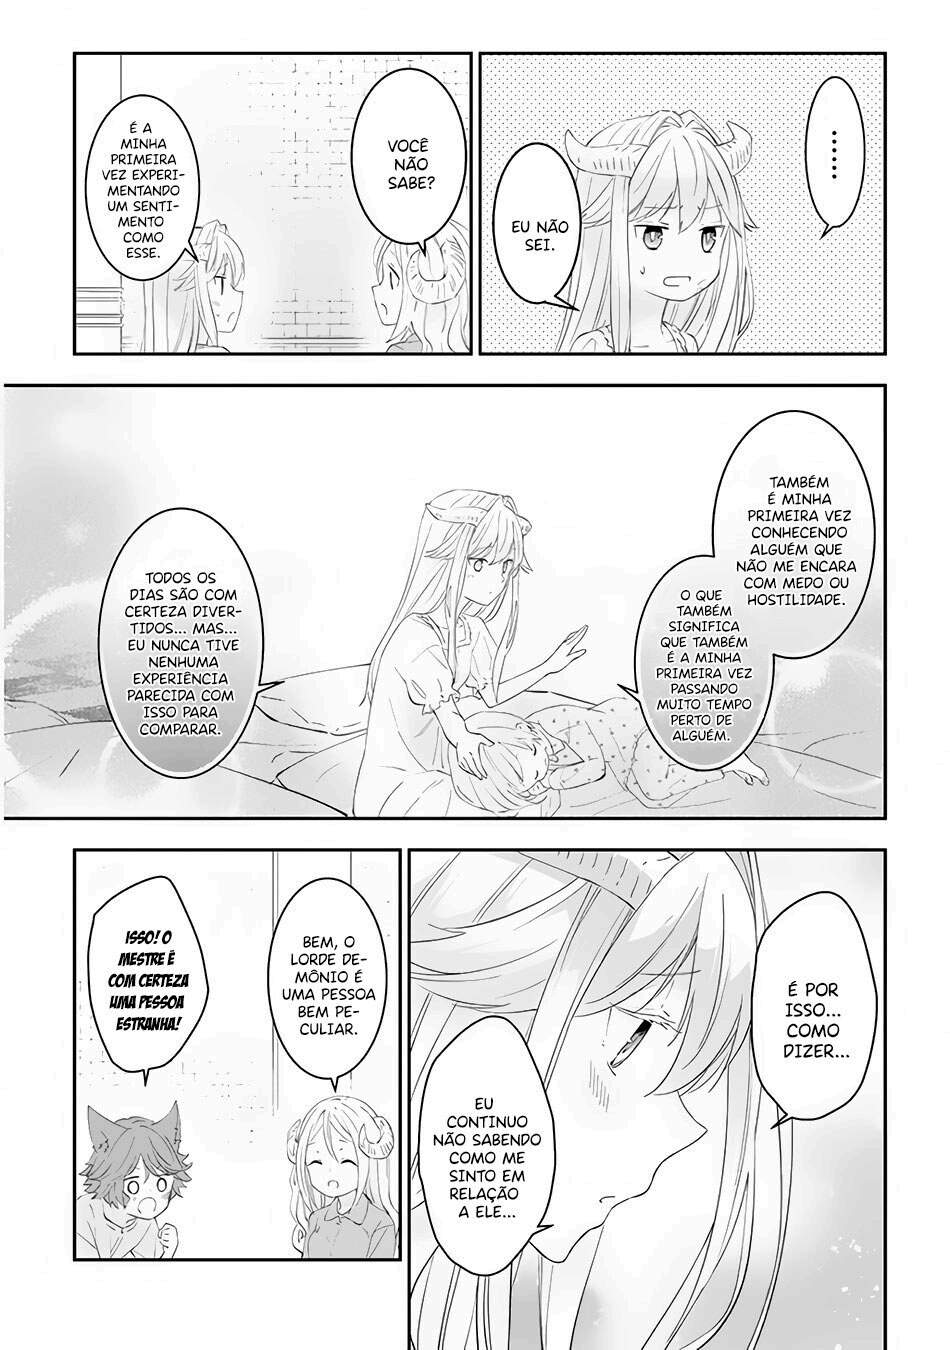 ........
EU NÃO
SEI.
VOCÊ
NÃO
SABE?
É A
MINHA
PRIMEIRA
VEZ EXPERI-
MENTANDO
UM SENTI-
MENTO
COMO
ESSE.
TAMBÉM
É MINHA
PRIMEIRA VEZ
CONHECENDO
ALGUÉM QUE
NÃO ME ENCARA
COM MEDO OU
HOSTILIDADE.
O QUE
TAMBÉM
SIGNIFICA
QUE TAMBÉM
É A MINHA
PRIMEIRA VEZ
PASSANDO
MUITO TEMPO
PERTO DE
ALGUÉM.
TODOS OS
DIAS SÃO COM
CERTEZA DIVER-
TIDOS... MAS...
EU NUNCA TIVE
NENHUMA
EXPERIÊNCIA
PARECIDA COM
ISSO PARA
COMPARAR.
É POR
ISSO...
COMO
DIZER...
EU
CONTINUO
NÃO SABENDO
COMO ME
SINTO EM
RELAÇÃO
A ELE...
BEM, O
LORDE DE-
MÔNIO É
UMA PESSOA
BEM PE-
CULIAR.
ISSO! O
MESTRE É
COM CERTEZA
UMA PESSOA
ESTRANHA!